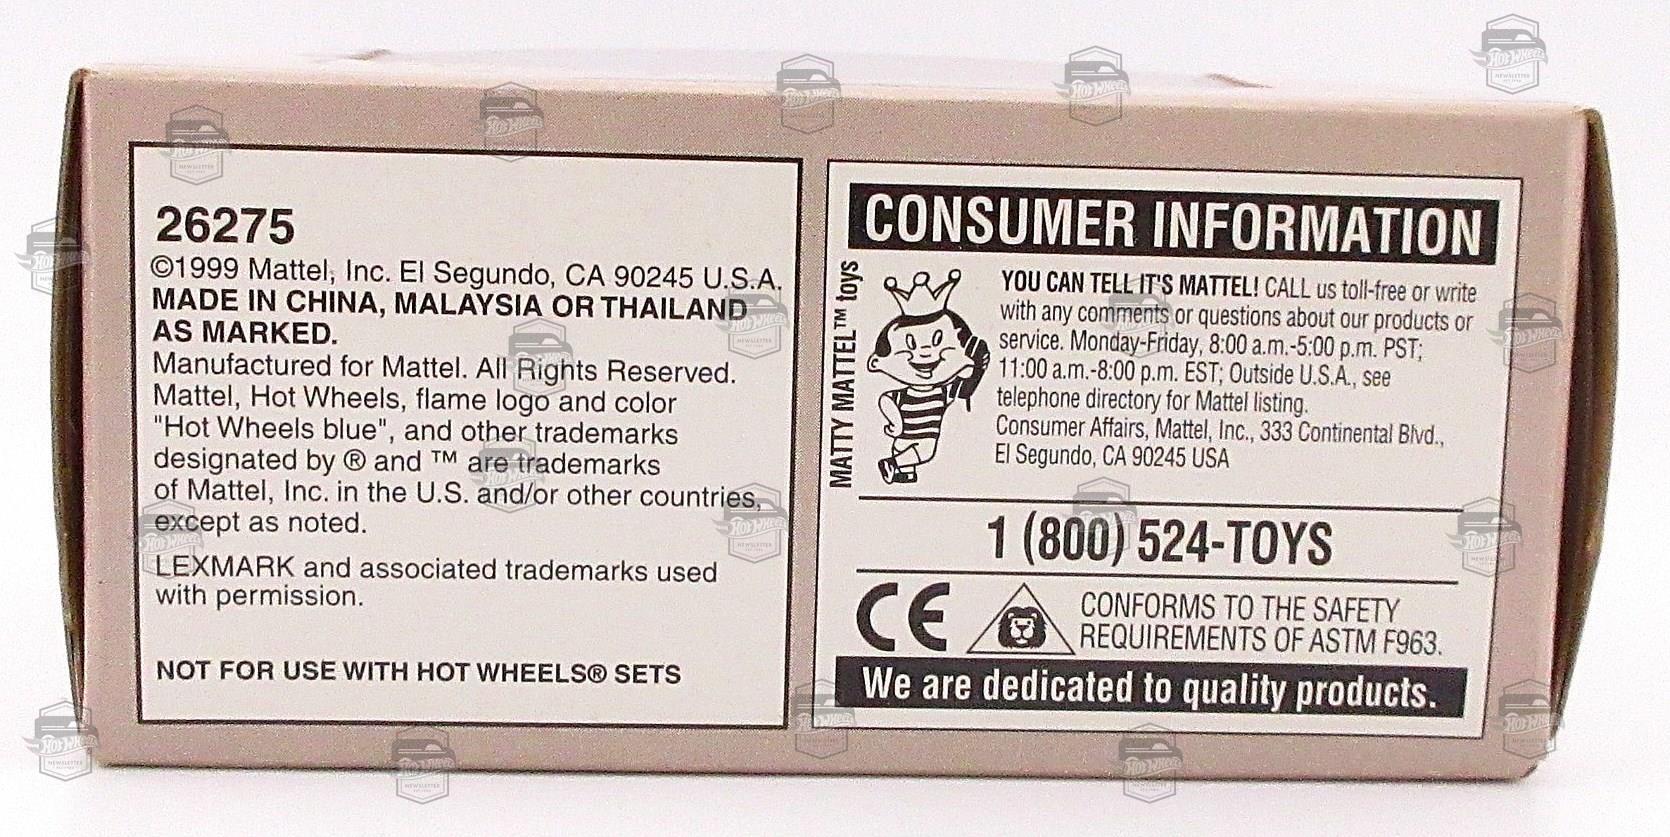 26275
©1999 Mattel, Inc. El Segundo, CA 90245 U.S.A.
MADE IN CHINA, MALAYSIA OR THAILAND
AS MARKED.
Manufactured for Mattel. All Rights Reserved.
Mattel, Hot Wheels, flame logo and color
"Hot Wheels blue", and other trademarks
designated by ® and ™ are trademarks
of Mattel, Inc. in the U.S. and/or other countries,
except as noted.
LEXMARK and associated trademarks used
with permission.
NOT FOR USE WITH HOT WHEELS® SETS
CONSUMER INFORMATION
MATTY MATTEL™ toys
YOU CAN TELL IT'S MATTEL! CALL us toll-free or write
with any comments or questions about our products or
service. Monday-Friday, 8:00 a.m.-5:00 p.m. PST;
11:00 a.m.-8:00 p.m. EST; Outside U.S.A., see
telephone directory for Mattel listing.
Consumer Affairs, Mattel, Inc., 333 Continental Blvd.,
El Segundo, CA 90245 USA
1 (800) 524-TOYS
CE
CONFORMS TO THE SAFETY
REQUIREMENTS OF ASTM F963.
We are dedicated to quality products.
HOT WHEELS
NEWSLETTER